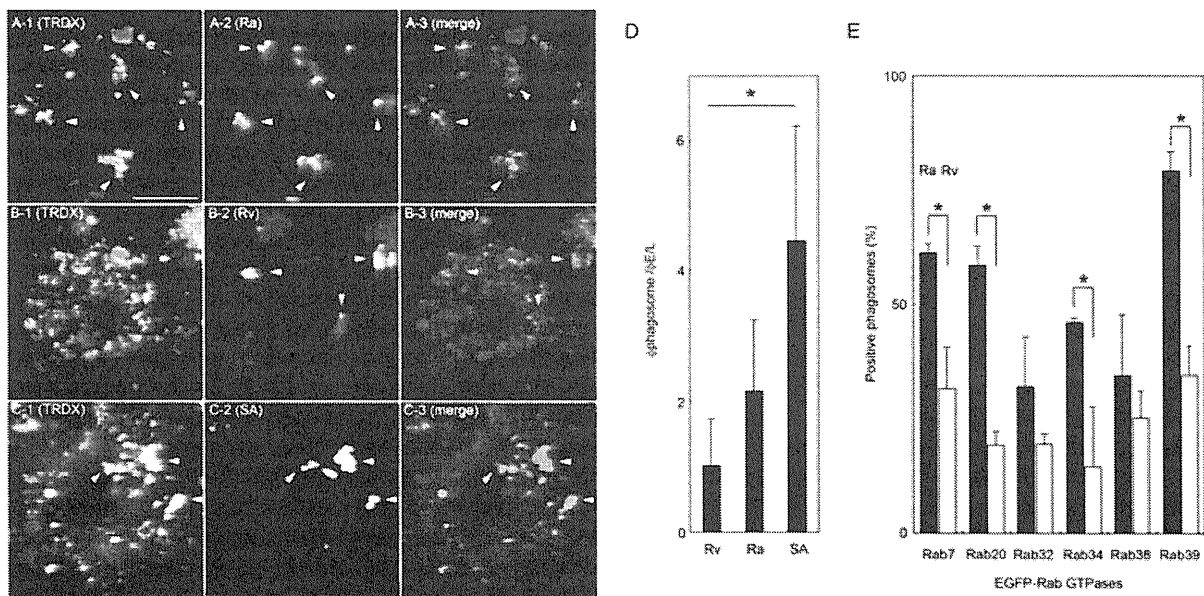 A-1 (TRDX)
A-2 (Ra)
A-3 (merge)
B-1 (TRDX)
B-2 (Rv)
B-3 (merge)
C-1 (TRDX)
C-2 (SA)
C-3 (merge)
D
*
6
4
2
0
Rv Ra SA
E
100
50
0
Positive phagosomes (%)
Ra Rv
*
*
*
*
Rab7 Rab20 Rab32 Rab34 Rab38 Rab39
EGFP-Rab GTPases